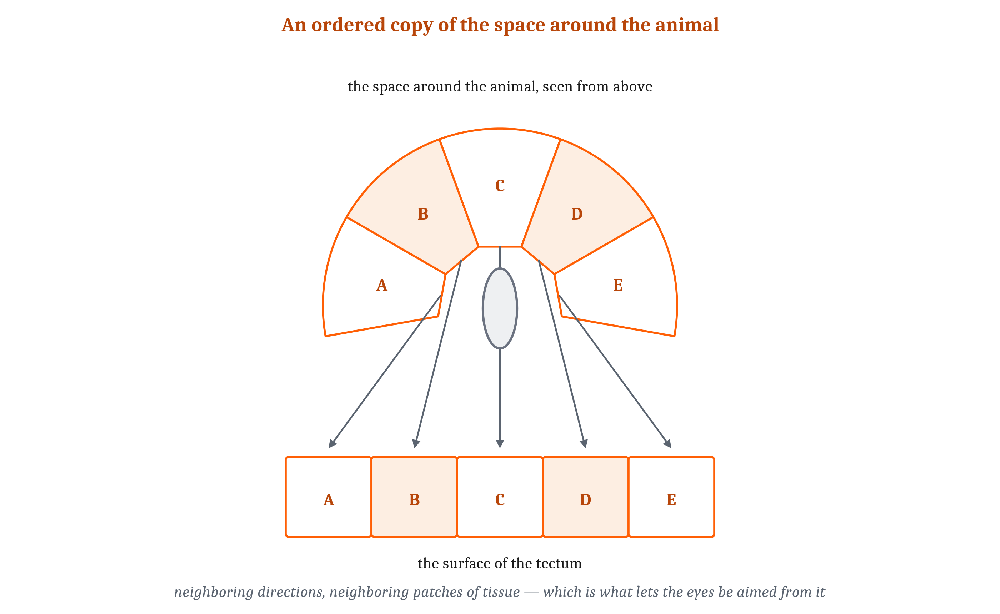 An ordered copy of the space around the animal
the space around the animal, seen from above
C
B
D
A
E
A
B
C
D
E
the surface of the tectum
neighboring directions, neighboring patches of tissue — which is what lets the eyes be aimed from it